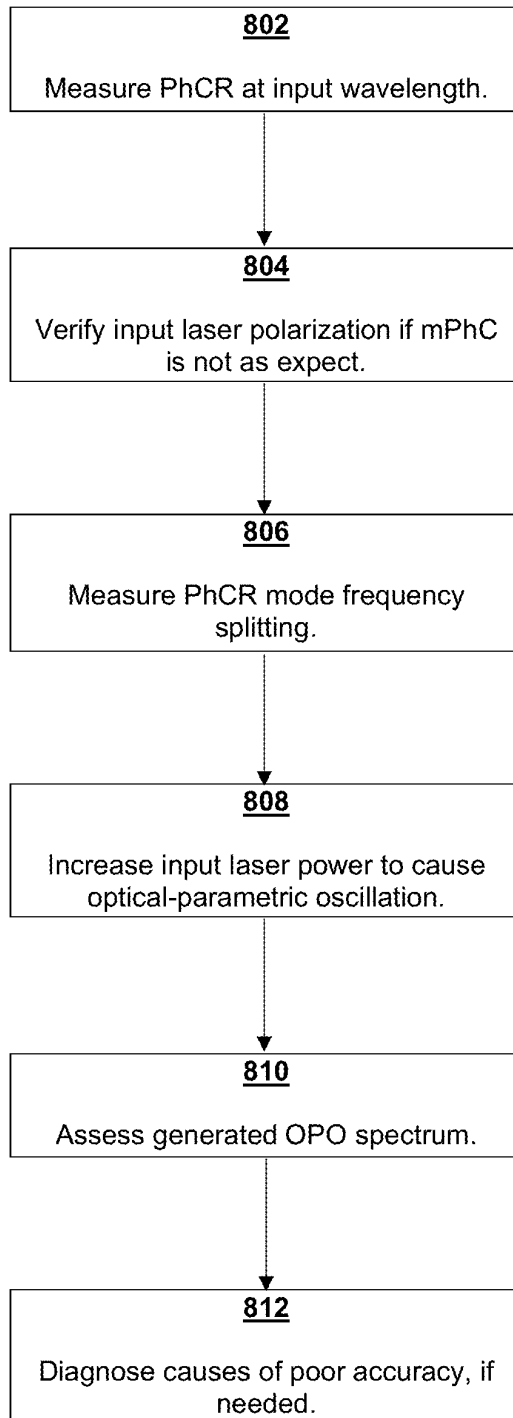 802
Measure PhCR at input wavelength.
804
Verify input laser polarization if mPhC
is not as expect.
806
Measure PhCR mode frequency
splitting.
808
Increase input laser power to cause
optical-parametric oscillation.
810
Assess generated OPO spectrum.
812
Diagnose causes of poor accuracy, if
needed.